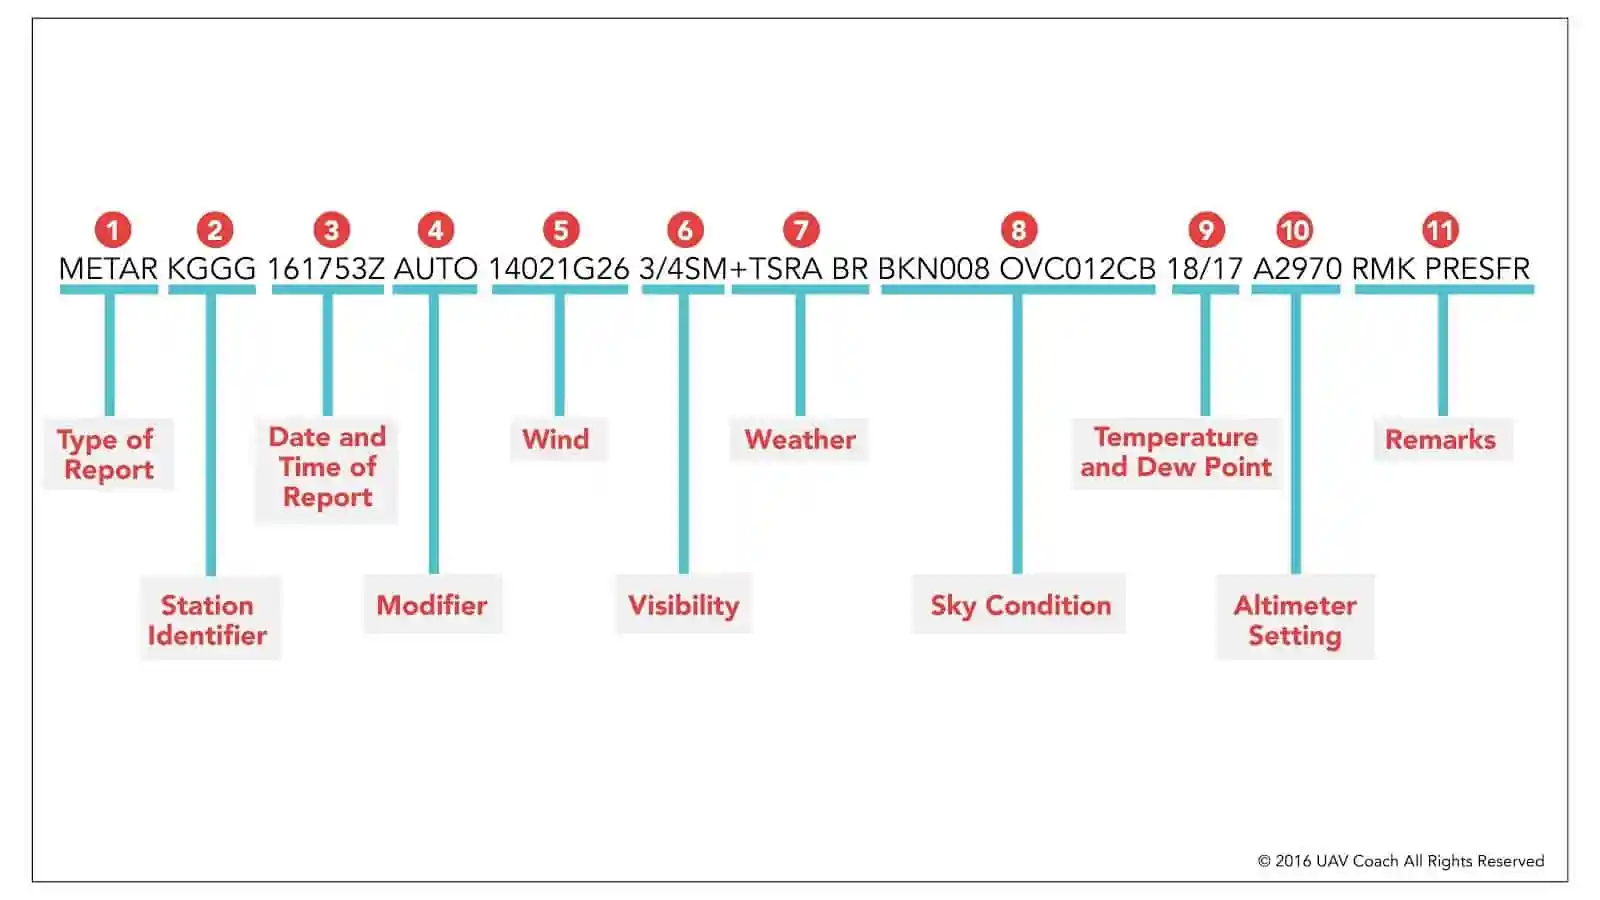 1 2 3 4 5 6 7 8 9 10 11
METAR KGGG 161753Z AUTO 14021G26 3/4SM+TSRA BR BKN008 OVC012CB 18/17 A2970 RMK PRESFR
Type of
Report
Date and
Time of
Report
Wind
Weather
Temperature
and Dew Point
Remarks
Station
Identifier
Modifier
Visibility
Sky Condition
Altimeter
Setting
© 2016 UAV Coach All Rights Reserved